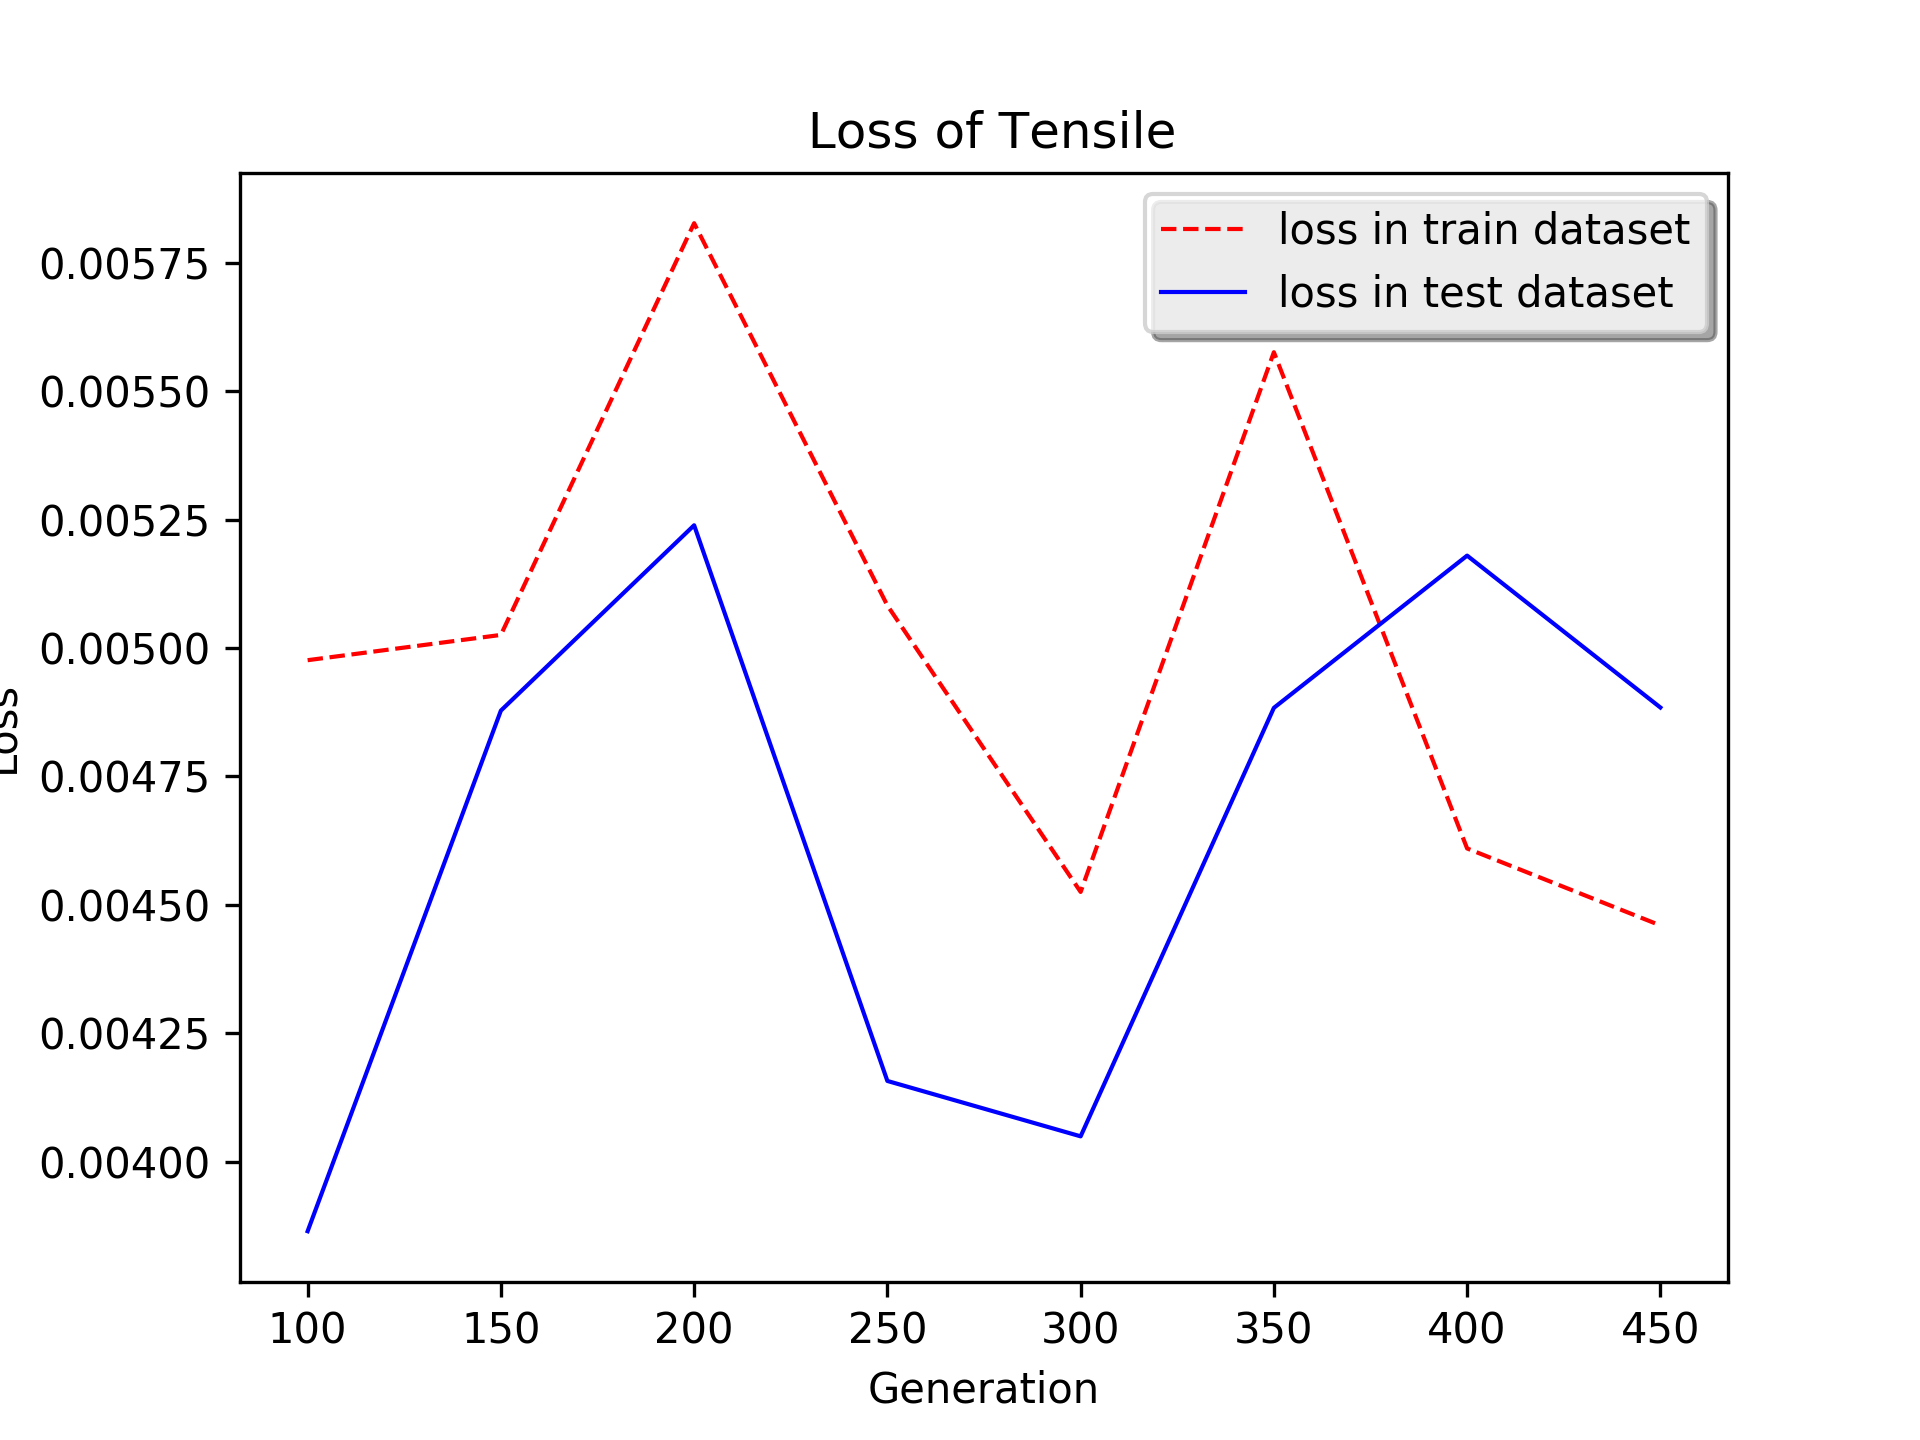 Loss of Tensile
loss in train dataset
loss in test dataset
0.00575
0.00550
0.00525
0.00500
0.00475
0.00450
0.00425
0.00400
Loss
100 150 200 250 300 350 400 450
Generation